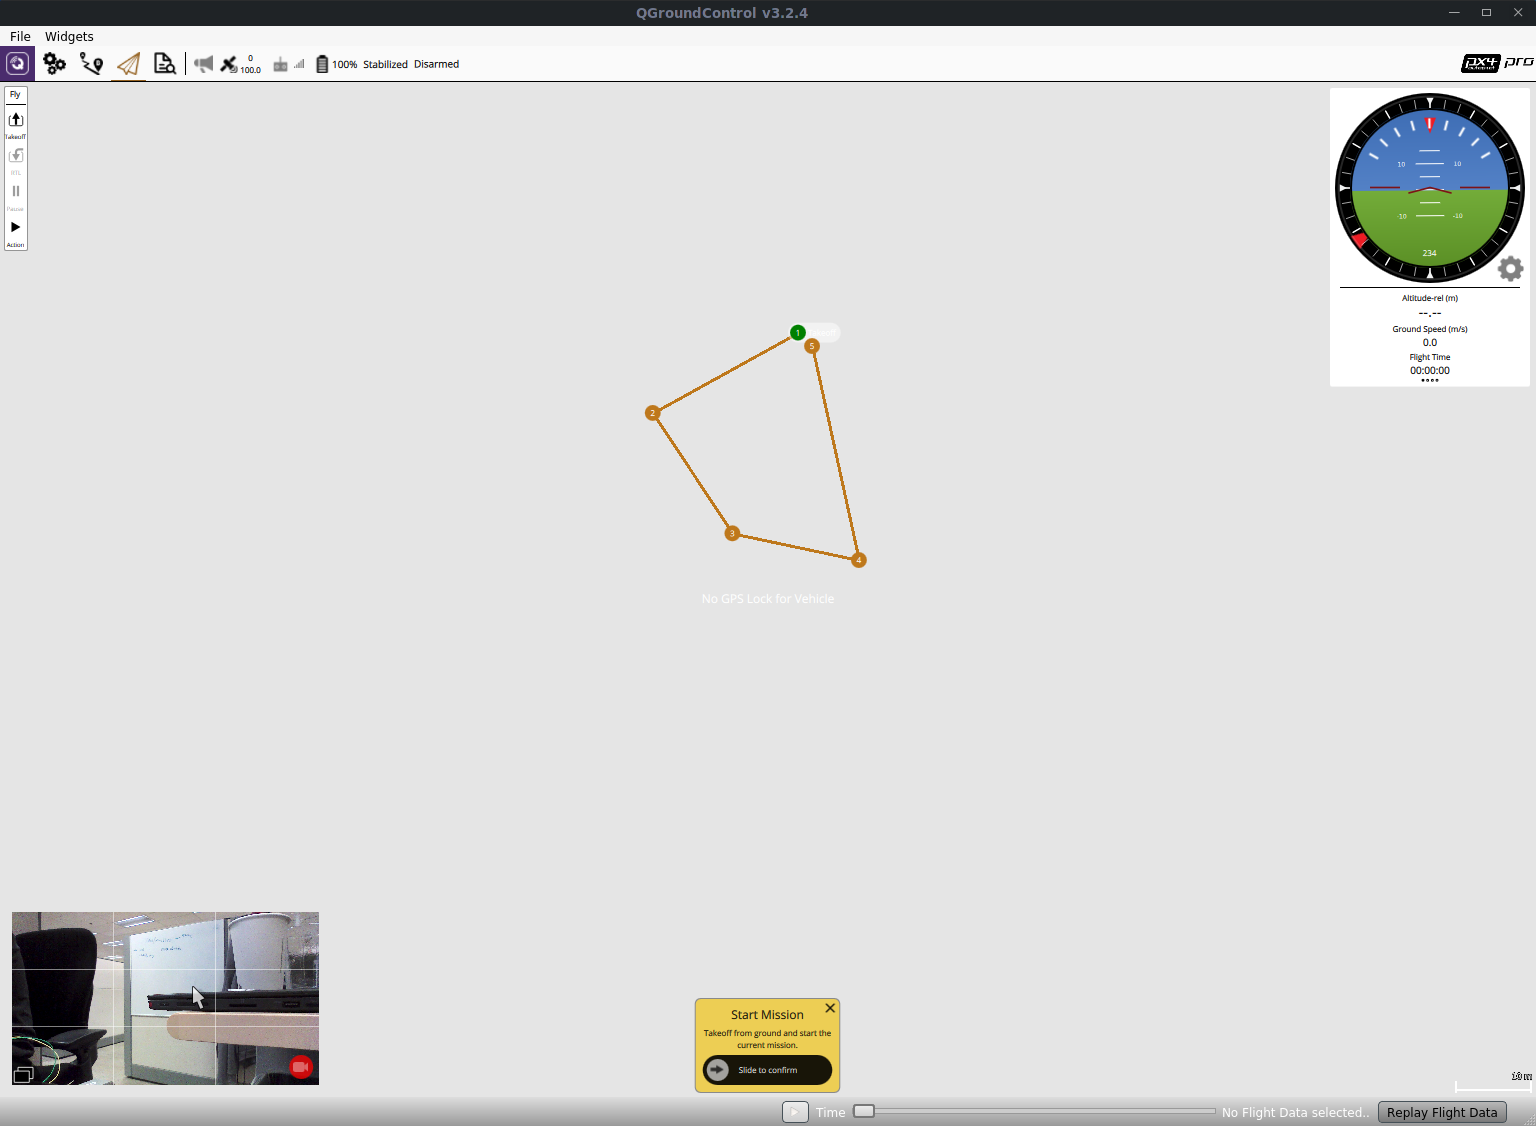 QGroundControl v3.2.4
File Widgets
0
100.0
100% Stabilized Disarmed
px4 pro
autopilot
Fly
Takeoff
RTL
Pause
Action
10 10
-10 -10
234
Altitude-rel (m)
--.--
Ground Speed (m/s)
0.0
Flight Time
00:00:00
1
5
2
3
4
No GPS Lock for Vehicle
Start Mission
Takeoff from ground and start the
current mission.
Slide to confirm
10 m
Time
No Flight Data selected..
Replay Flight Data